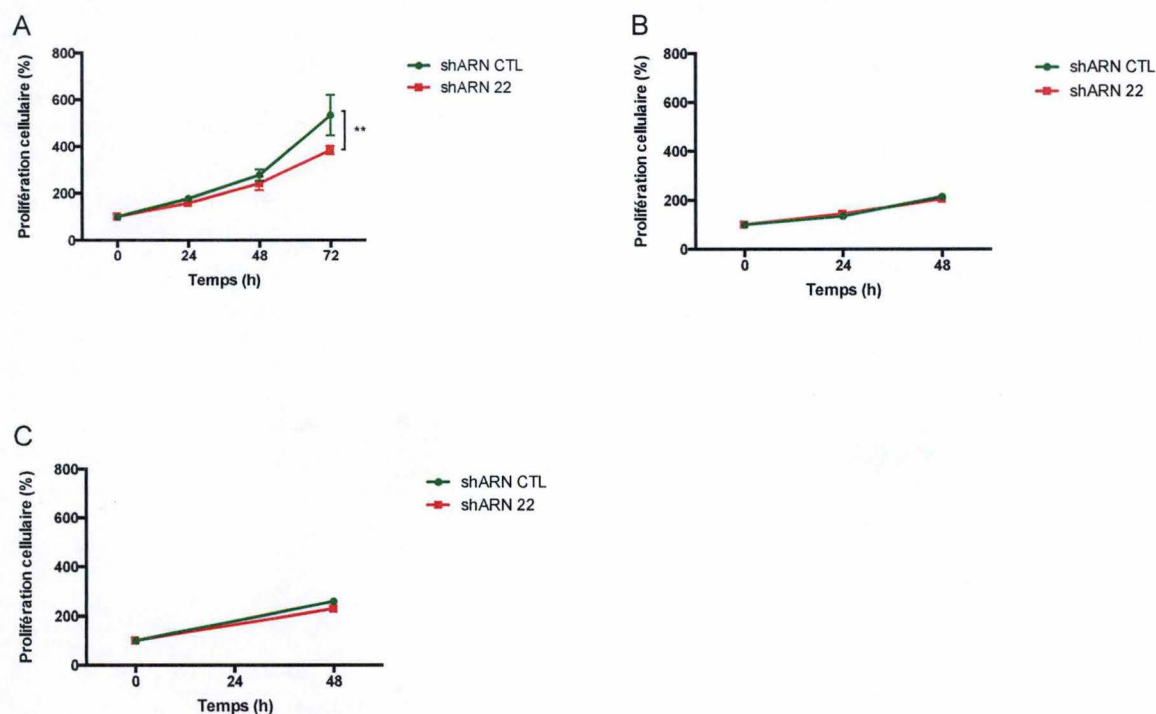 A
Prolifération cellulaire (%)
800
600
400
200
0
0 24 48 72
Temps (h)
shARN CTL
shARN 22
**
B
Prolifération cellulaire (%)
800
600
400
200
0
0 24 48
Temps (h)
shARN CTL
shARN 22
C
Prolifération cellulaire (%)
800
600
400
200
0
0 24 48
Temps (h)
shARN CTL
shARN 22